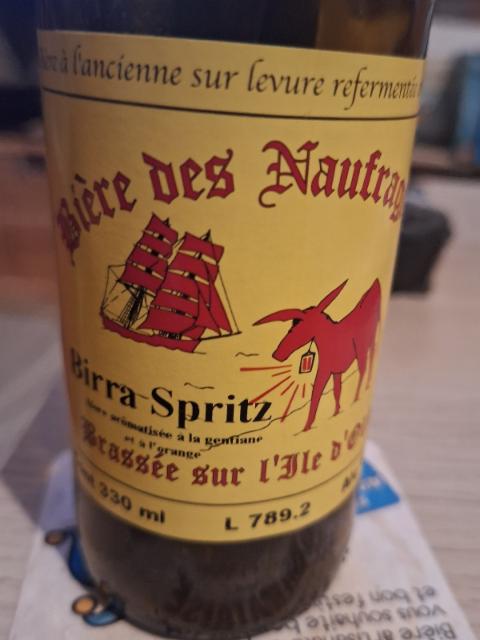 à l'ancienne sur levure refermentée
Bière des Naufrag
Birra Spritz
Bière aromatisée à la gentiane
et à l'orange
Brassée sur l'Ile d'O
330 ml
L 789.2